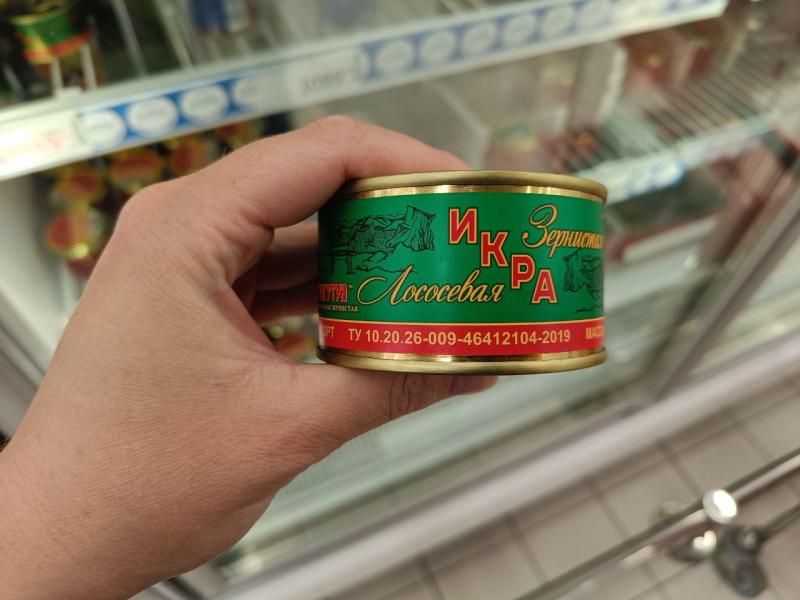 ИКРА
Зернистая
Лососевая
ТУ 10.20.26-009-46412104-2019